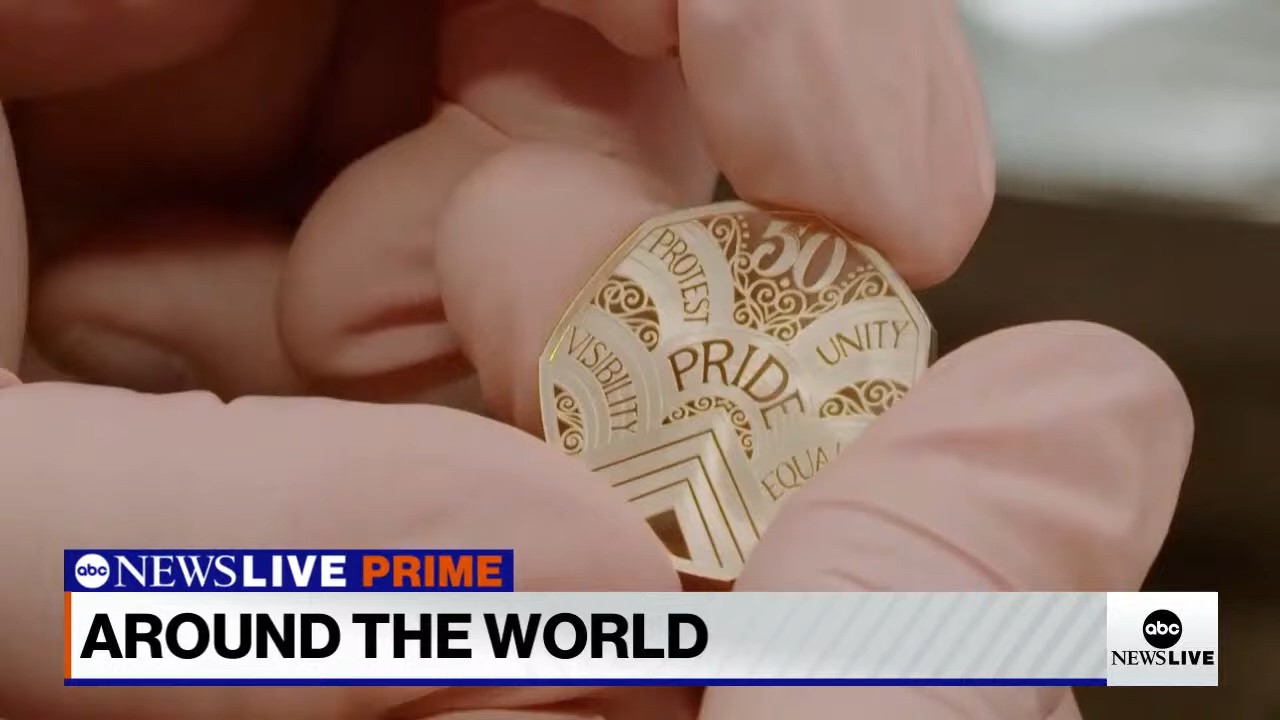 50
PROTEST
UNITY
VISIBILITY
PRIDE
abc NEWS LIVE PRIME
AROUND THE WORLD
abc
NEWS LIVE